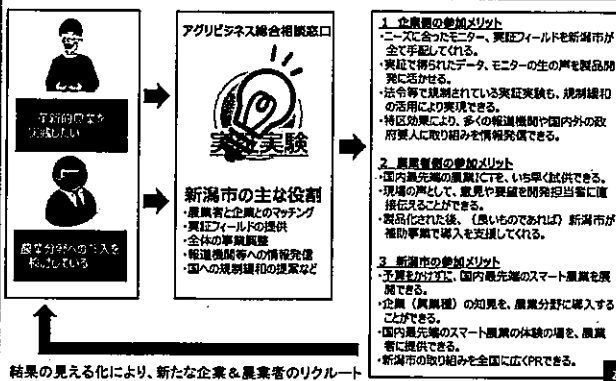 革新的農業を
実践したい
農業分野への参入を
検討している
アグリビジネス総合相談窓口
実証実験
新潟市の主な役割
・農業者と企業とのマッチング
・実証フィールドの提供
・全体の事業調整
・報道機関等への情報発信
・国への規制緩和の提案など
1 企業側の参加メリット
・ニーズに合ったモニター、実証フィールドを新潟市が
全て手配してくれる。
・実証で得られたデータ、モニターの生の声を製品開
発に活かせる。
・法令等で規制されている実証実験も、規制緩和
の活用により実現できる。
・特区効果により、多くの報道機関や国内外の政
府要人に取り組みを情報発信できる。
2 農業者側の参加メリット
・国内最先端の農業ICTを、いち早く試供できる。
・現場の声として、意見や要望を開発担当者に直
接伝えることができる。
・製品化された後、（良いものであれば）新潟市が
補助事業で導入を支援してくれる。
3 新潟市の参加メリット
・予算をかけずに、国内最先端のスマート農業を展
開できる。
・企業（異業種）の知見を、農業分野に導入する
ことができる。
・国内最先端のスマート農業の体験の場を、農業
者に提供できる。
・新潟市の取り組みを全国に広くPRできる。
結果の見える化により、新たな企業＆農業者のリクルート